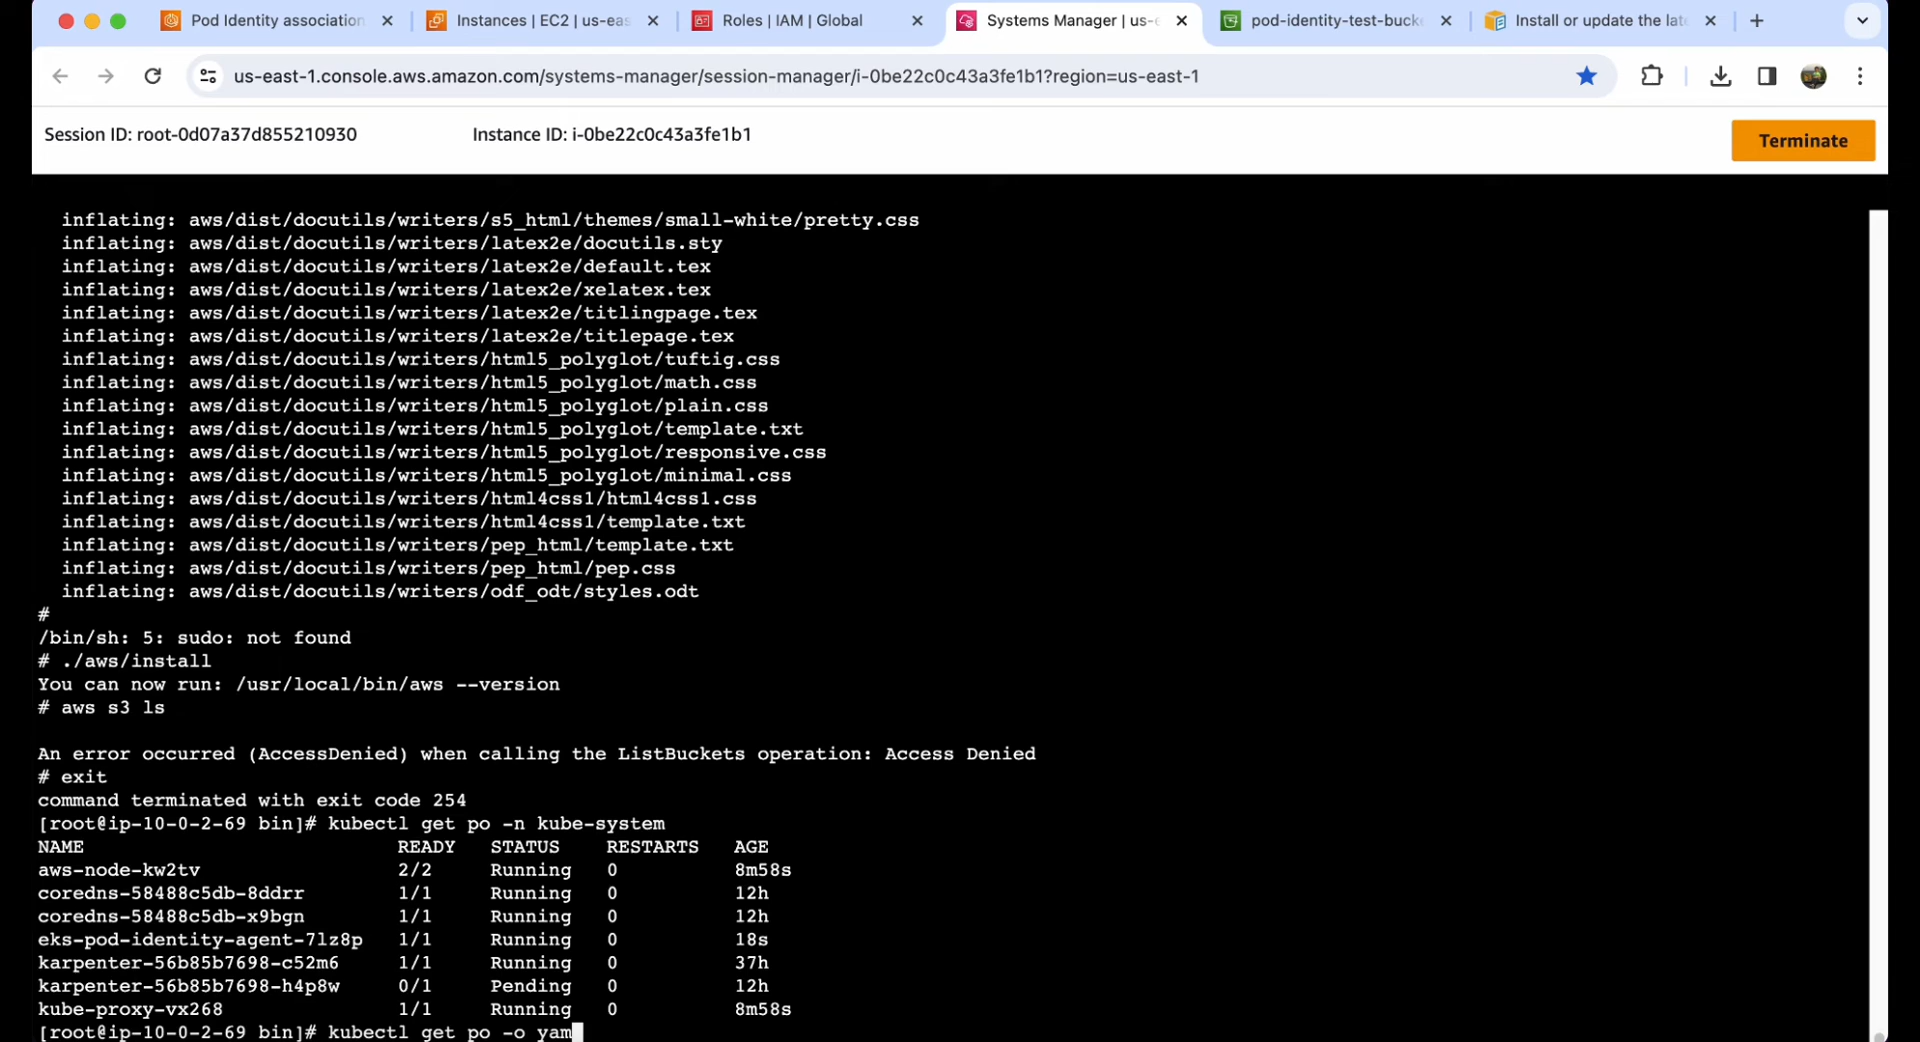 Pod Identity association
Instances | EC2 | us-eas
Roles | IAM | Global
Systems Manager | us-e
pod-identity-test-bucke
Install or update the late
us-east-1.console.aws.amazon.com/systems-manager/session-manager/i-0be22c0c43a3fe1b1?region=us-east-1
Session ID: root-0d07a37d855210930
Instance ID: i-0be22c0c43a3fe1b1
Terminate
inflating: aws/dist/docutils/writers/s5_html/themes/small-white/pretty.css
inflating: aws/dist/docutils/writers/latex2e/docutils.sty
inflating: aws/dist/docutils/writers/latex2e/default.tex
inflating: aws/dist/docutils/writers/latex2e/xelatex.tex
inflating: aws/dist/docutils/writers/latex2e/titlingpage.tex
inflating: aws/dist/docutils/writers/latex2e/titlepage.tex
inflating: aws/dist/docutils/writers/html5_polyglot/tuftig.css
inflating: aws/dist/docutils/writers/html5_polyglot/math.css
inflating: aws/dist/docutils/writers/html5_polyglot/plain.css
inflating: aws/dist/docutils/writers/html5_polyglot/template.txt
inflating: aws/dist/docutils/writers/html5_polyglot/responsive.css
inflating: aws/dist/docutils/writers/html5_polyglot/minimal.css
inflating: aws/dist/docutils/writers/html4css1/html4css1.css
inflating: aws/dist/docutils/writers/html4css1/template.txt
inflating: aws/dist/docutils/writers/pep_html/template.txt
inflating: aws/dist/docutils/writers/pep_html/pep.css
inflating: aws/dist/docutils/writers/odf_odt/styles.odt
#
/bin/sh: 5: sudo: not found
# ./aws/install
You can now run: /usr/local/bin/aws --version
# aws s3 ls
An error occurred (AccessDenied) when calling the ListBuckets operation: Access Denied
# exit
command terminated with exit code 254
[root@ip-10-0-2-69 bin]# kubectl get po -n kube-system
NAME READY STATUS RESTARTS AGE
aws-node-kw2tv 2/2 Running 0 8m58s
coredns-58488c5db-8ddrr 1/1 Running 0 12h
coredns-58488c5db-x9bgn 1/1 Running 0 12h
eks-pod-identity-agent-7lz8p 1/1 Running 0 18s
karpenter-56b85b7698-c52m6 1/1 Running 0 37h
karpenter-56b85b7698-h4p8w 0/1 Pending 0 12h
kube-proxy-vx268 1/1 Running 0 8m58s
[root@ip-10-0-2-69 bin]# kubectl get po -o yam